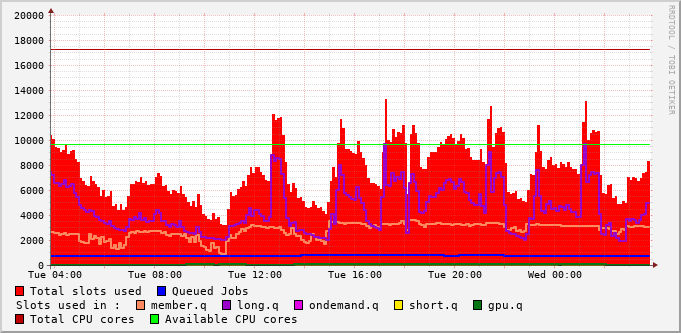 RRDTOOL / TOBI OETIKER
20000
18000
16000
14000
12000
10000
8000
6000
4000
2000
0
Tue 04:00 Tue 08:00 Tue 12:00 Tue 16:00 Tue 20:00 Wed 00:00
Total slots used Queued Jobs
Slots used in : member.q long.q ondemand.q short.q gpu.q
Total CPU cores Available CPU cores